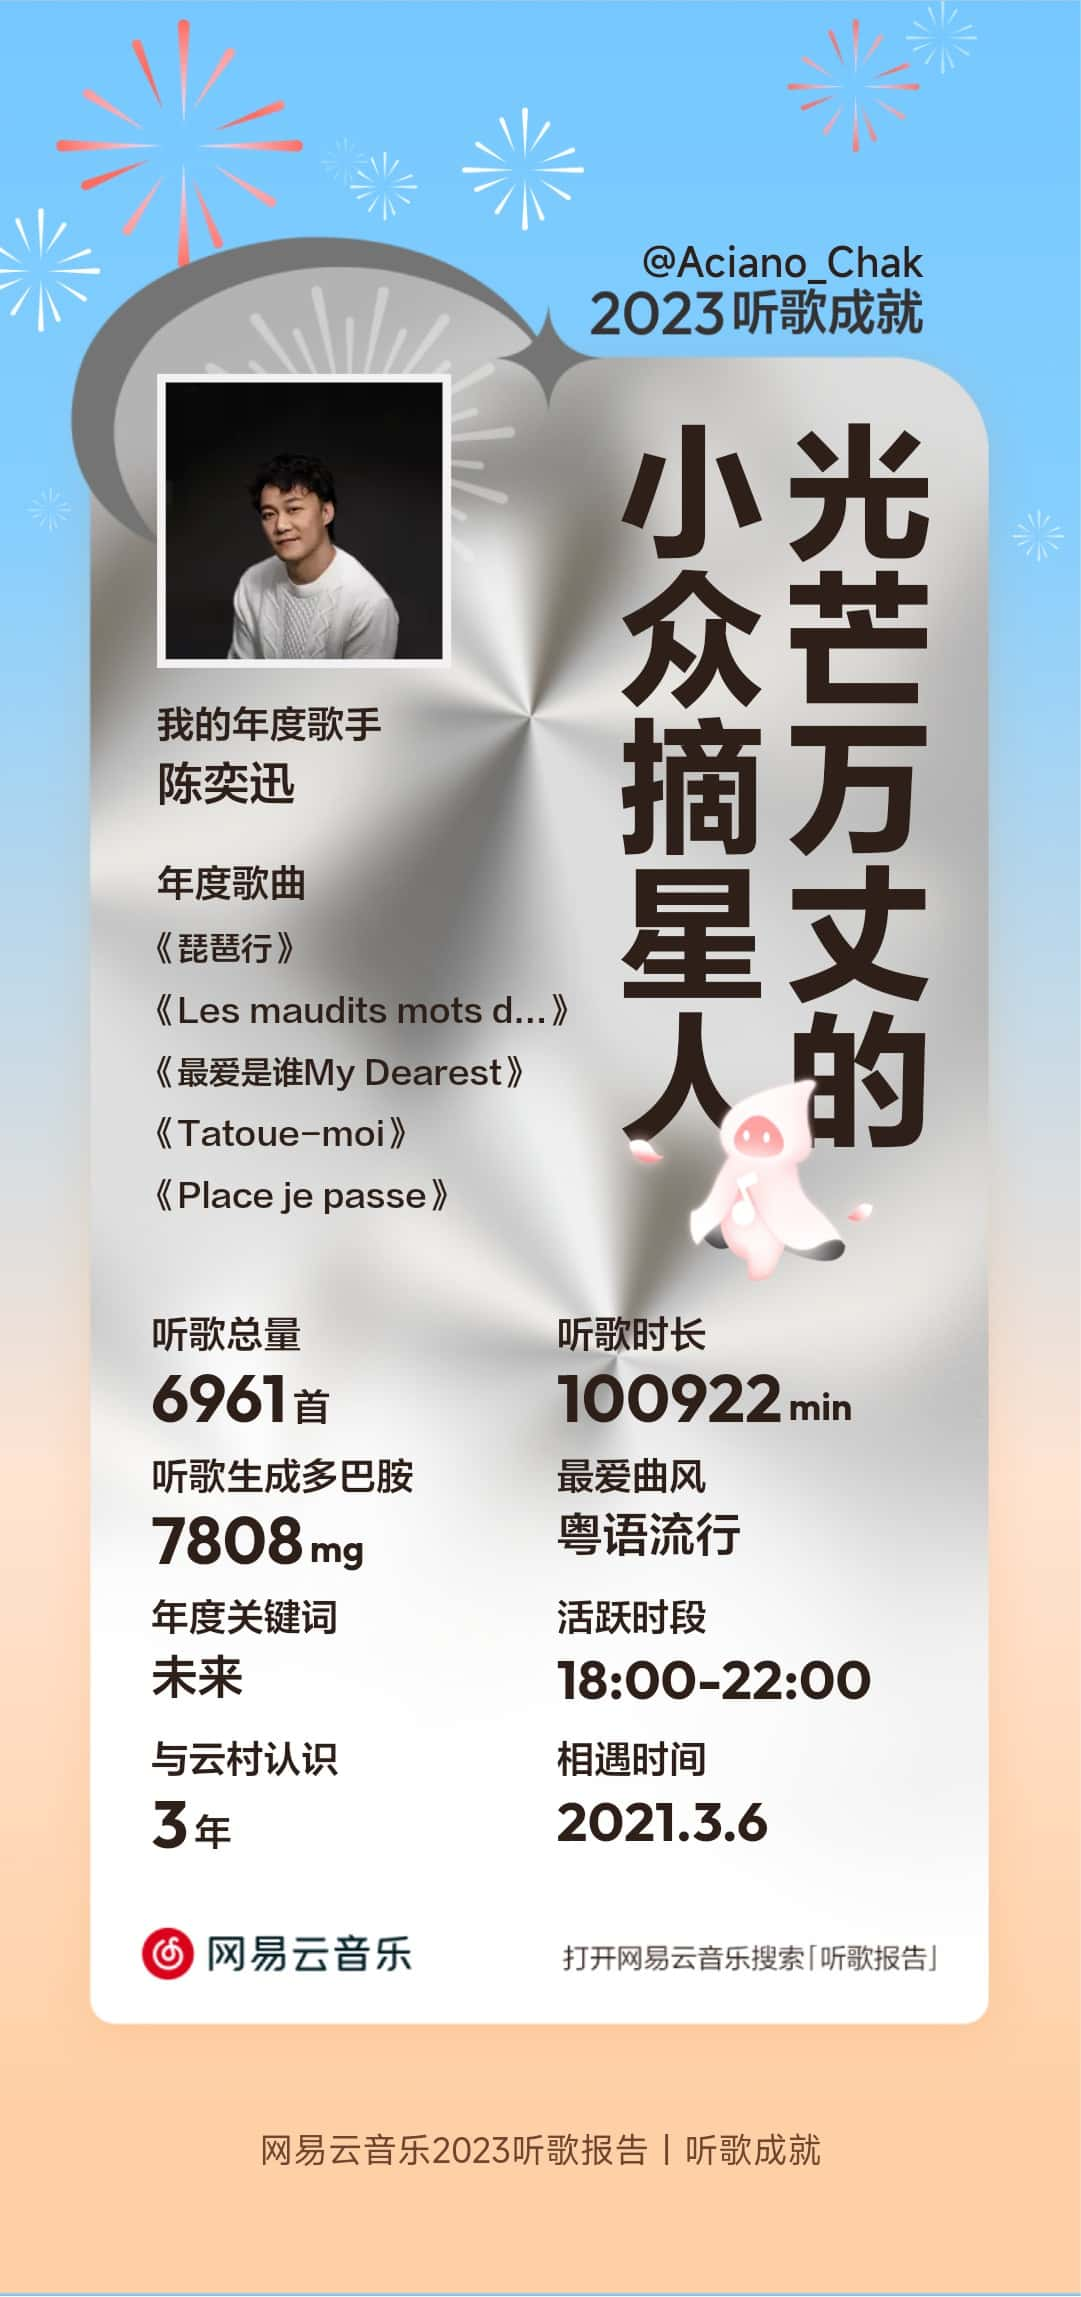 @Aciano_Chak
2023听歌成就
光芒万丈的
小众摘星人
我的年度歌手
陈奕迅
年度歌曲
《琵琶行》
《Les maudits mots d...》
《最爱是谁My Dearest》
《Tatoue-moi》
《Place je passe》
听歌总量
6961首
听歌时长
100922min
听歌生成多巴胺
7808mg
最爱曲风
粤语流行
年度关键词
未来
活跃时段
18:00-22:00
与云村认识
3年
相遇时间
2021.3.6
网易云音乐
打开网易云音乐搜索「听歌报告」
网易云音乐2023听歌报告丨听歌成就